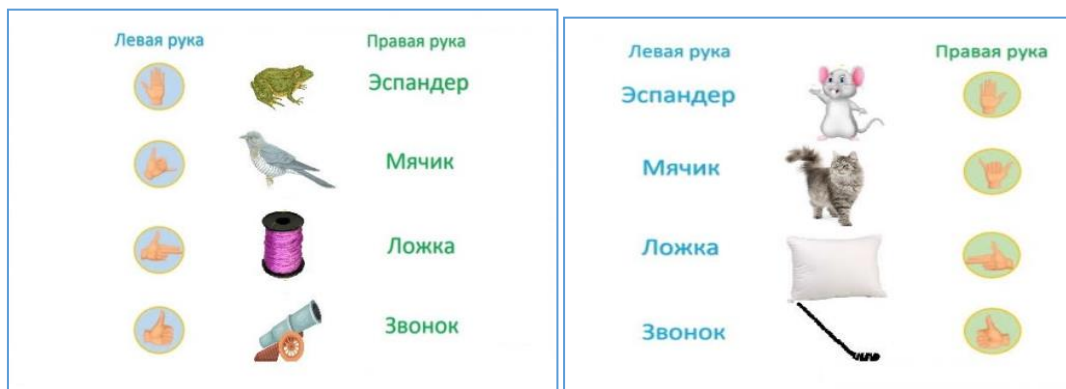 Левая рука
Правая рука
Эспандер
Мячик
Ложка
Звонок
Левая рука
Правая рука
Эспандер
Мячик
Ложка
Звонок